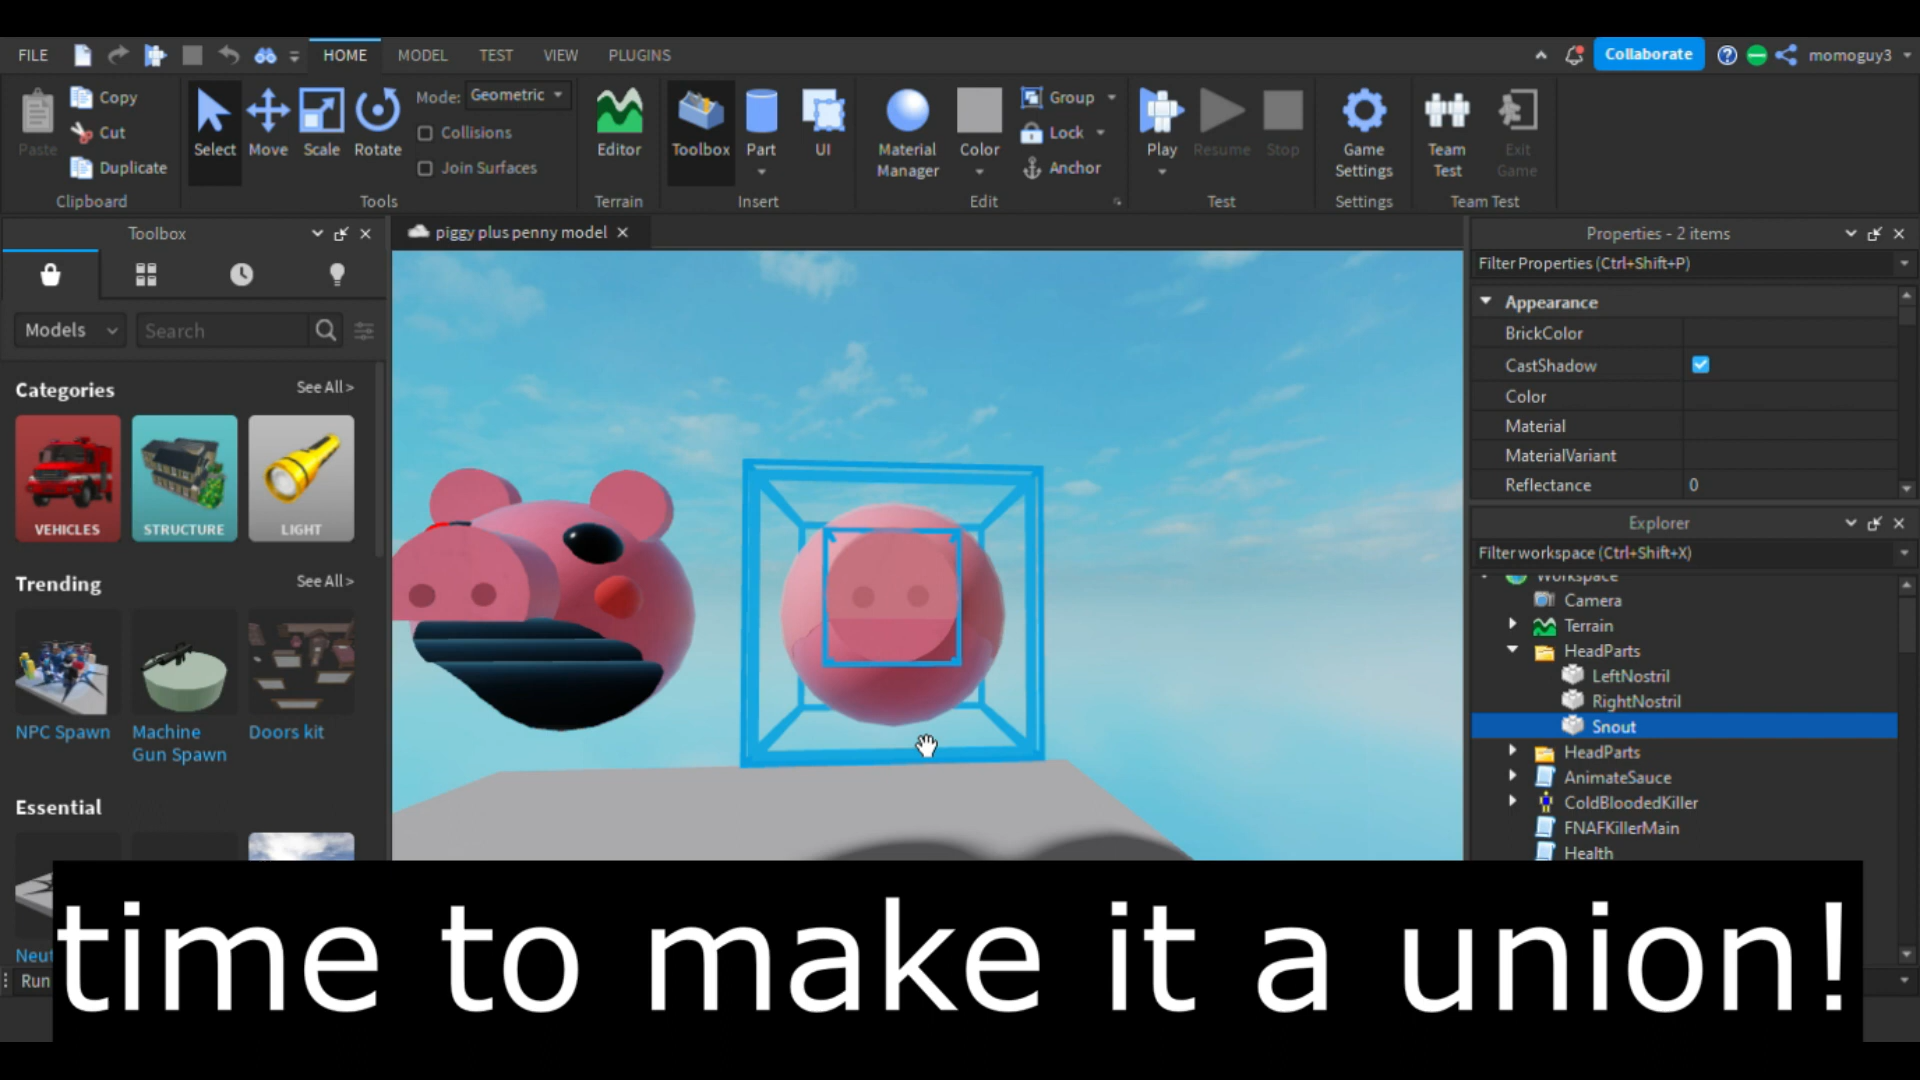 FILE HOME MODEL TEST VIEW PLUGINS Collaborate momoguy3
Copy
Cut
Duplicate
Paste
Clipboard
Select Move Scale Rotate
Mode: Geometric
Collisions
Join Surfaces
Tools
Editor
Terrain
Toolbox Part UI
Insert
Material Manager
Color
Group
Lock
Anchor
Edit
Play Resume Stop
Test
Game Settings
Settings
Team Test
Exit Game
Team Test
Toolbox
Models Search
Categories See All >
VEHICLES STRUCTURE LIGHT
Trending See All >
NPC Spawn Machine Gun Spawn Doors kit
Essential
Neut
Run
piggy plus penny model
Properties - 2 items
Filter Properties (Ctrl+Shift+P)
Appearance
BrickColor
CastShadow
Color
Material
MaterialVariant
Reflectance 0
Explorer
Filter workspace (Ctrl+Shift+X)
Workspace
Camera
Terrain
HeadParts
LeftNostril
RightNostril
Snout
HeadParts
AnimateSauce
ColdBloodedKiller
FNAFKillerMain
Health
time to make it a union!